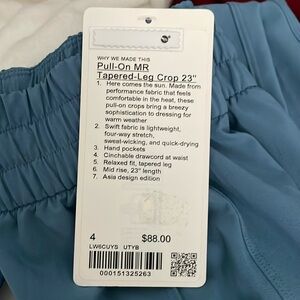 WHY WE MADE THIS
Pull-On MR
Tapered-Leg Crop 23"
1. Here comes the sun. Made from
performance fabric that feels
comfortable in the heat, these
pull-on crops bring a breezy
sophistication to dressing for
warm weather
2. Swift fabric is lightweight,
four-way stretch,
sweat-wicking, and quick-drying
3. Hand pockets
4. Cinchable drawcord at waist
5. Relaxed fit, tapered leg
6. Mid rise, 23" length
7. Asia design edition
4 $88.00
LW6CUYS UTYB
000151325263